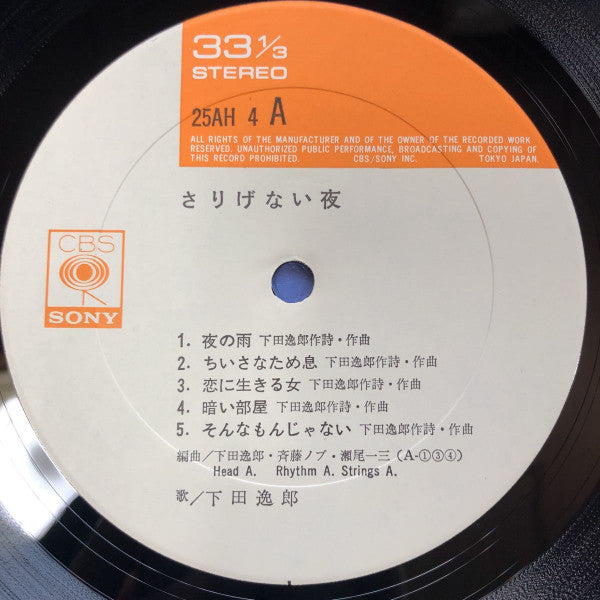 33 1/3
STEREO
25AH 4 A
ALL RIGHTS OF THE MANUFACTURER AND OF THE OWNER OF THE RECORDED WORK
RESERVED. UNAUTHORIZED PUBLIC PERFORMANCE, BROADCASTING AND COPYING OF
THIS RECORD PROHIBITED. CBS/SONY INC. TOKYO JAPAN.
さりげない夜
CBS
SONY
1. 夜の雨 下田逸郎作詩・作曲
2. ちいさなため息 下田逸郎作詩・作曲
3. 恋に生きる女 下田逸郎作詩・作曲
4. 暗い部屋 下田逸郎作詩・作曲
5. そんなもんじゃない 下田逸郎作詩・作曲
編曲/下田逸郎・斉藤ノブ・瀬尾一三(A-①③④)
Head A. Rhythm A. Strings A.
歌/下田逸郎